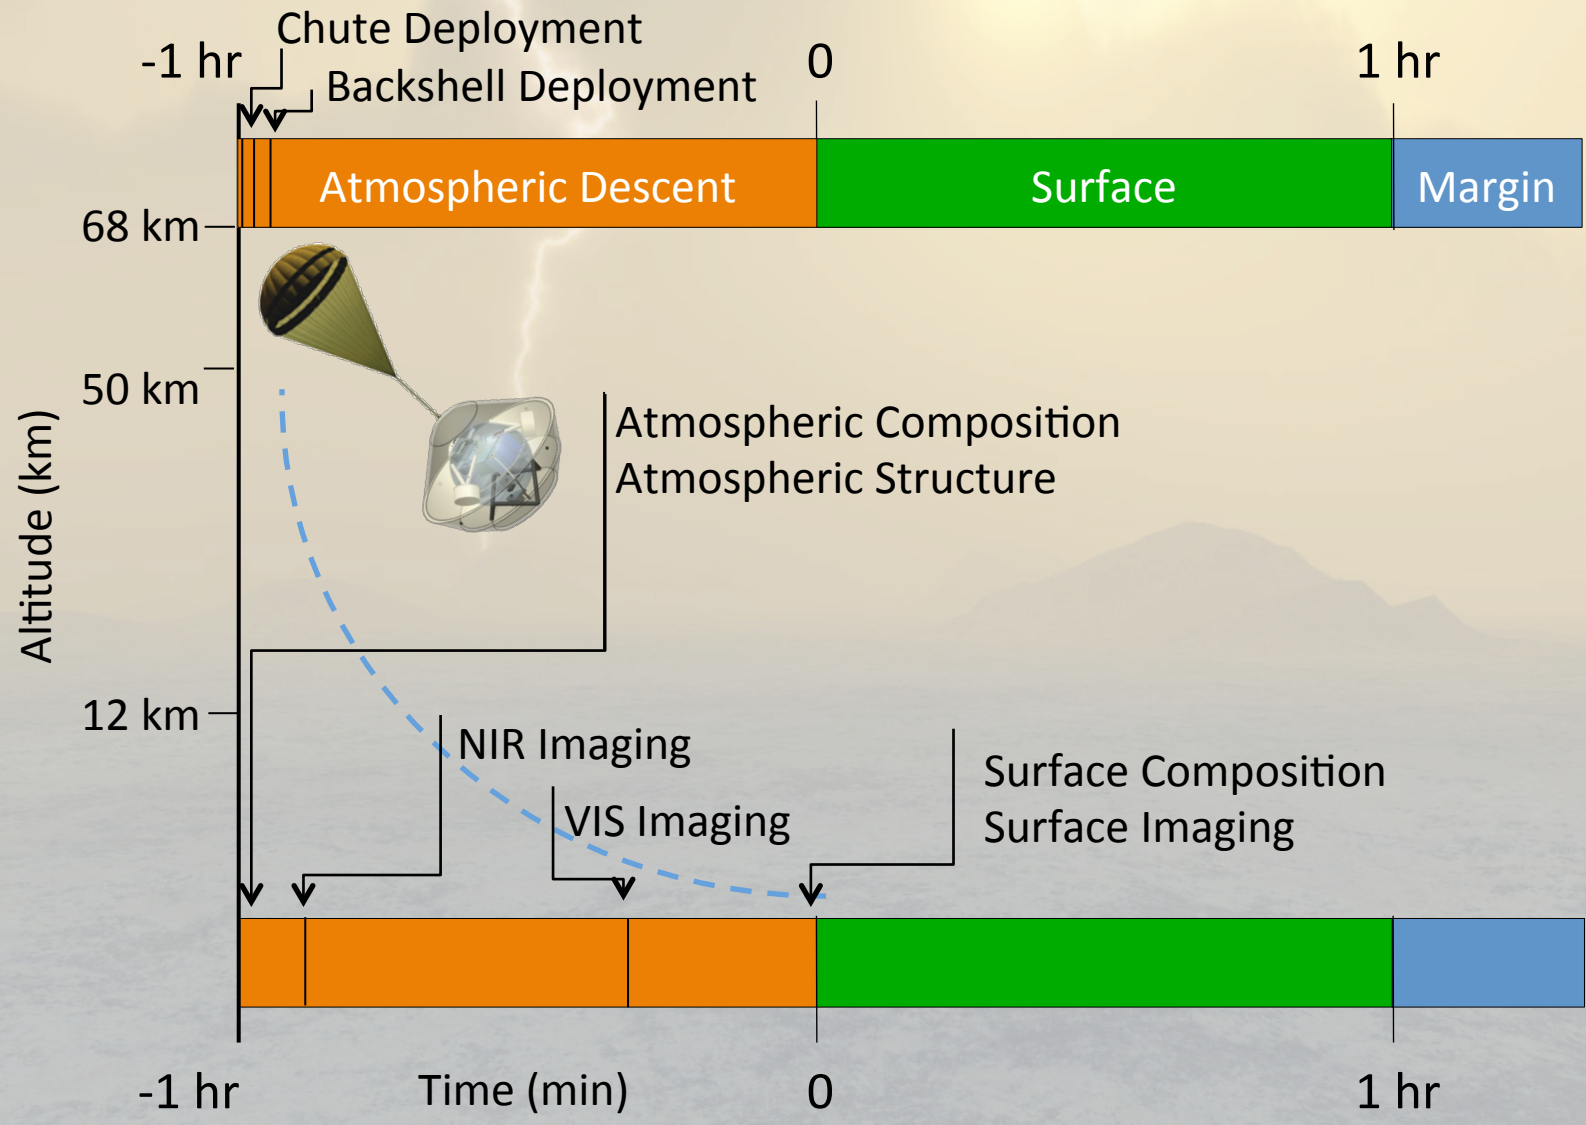 Chute Deployment
-1 hr
0
1 hr
Backshell Deployment
Atmospheric Descent
Surface
Margin
68 km
50 km
Altitude (km)
Atmospheric Composition
Atmospheric Structure
12 km
NIR Imaging
VIS Imaging
Surface Composition
Surface Imaging
-1 hr
Time (min)
0
1 hr